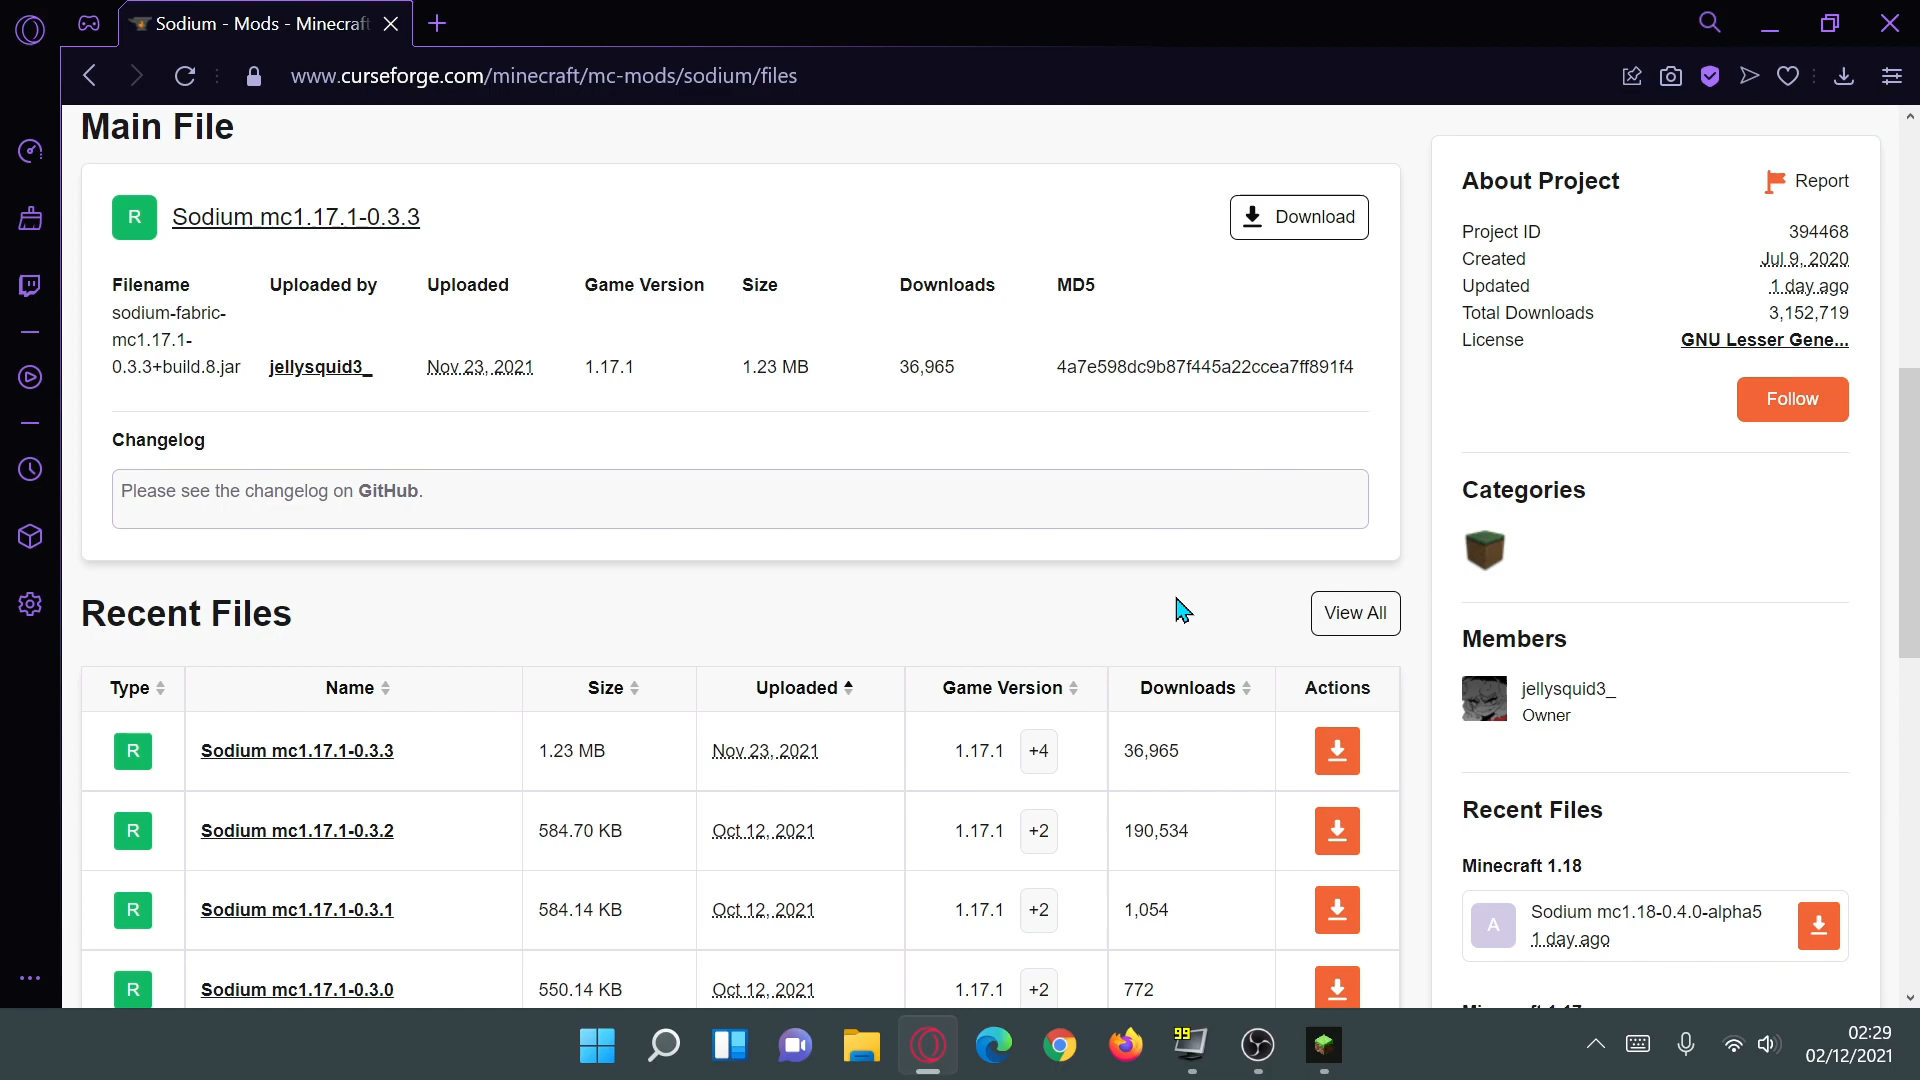 Sodium - Mods - Minecraft
www.curseforge.com/minecraft/mc-mods/sodium/files
Main File
R
Sodium mc1.17.1-0.3.3
Download
Filename
Uploaded by
Uploaded
Game Version
Size
Downloads
MD5
sodium-fabric-
mc1.17.1-
0.3.3+build.8.jar
jellysquid3_
Nov 23, 2021
1.17.1
1.23 MB
36,965
4a7e598dc9b87f445a22ccea7ff891f4
Changelog
Please see the changelog on GitHub.
Recent Files
View All
Type
Name
Size
Uploaded
Game Version
Downloads
Actions
R
Sodium mc1.17.1-0.3.3
1.23 MB
Nov 23, 2021
1.17.1
+4
36,965
R
Sodium mc1.17.1-0.3.2
584.70 KB
Oct 12, 2021
1.17.1
+2
190,534
R
Sodium mc1.17.1-0.3.1
584.14 KB
Oct 12, 2021
1.17.1
+2
1,054
R
Sodium mc1.17.1-0.3.0
550.14 KB
Oct 12, 2021
1.17.1
+2
772
About Project
Report
Project ID
394468
Created
Jul 9, 2020
Updated
1 day ago
Total Downloads
3,152,719
License
GNU Lesser Gene...
Follow
Categories
Members
jellysquid3_
Owner
Recent Files
Minecraft 1.18
A
Sodium mc1.18-0.4.0-alpha5
1 day ago
99
02:29
02/12/2021